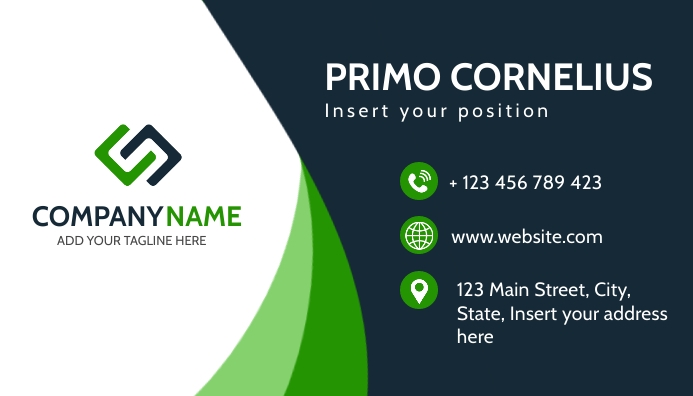 COMPANYNAME
ADD YOUR TAGLINE HERE
PRIMO CORNELIUS
Insert your position
+ 123 456 789 423
www.website.com
123 Main Street, City,
State, Insert your address
here